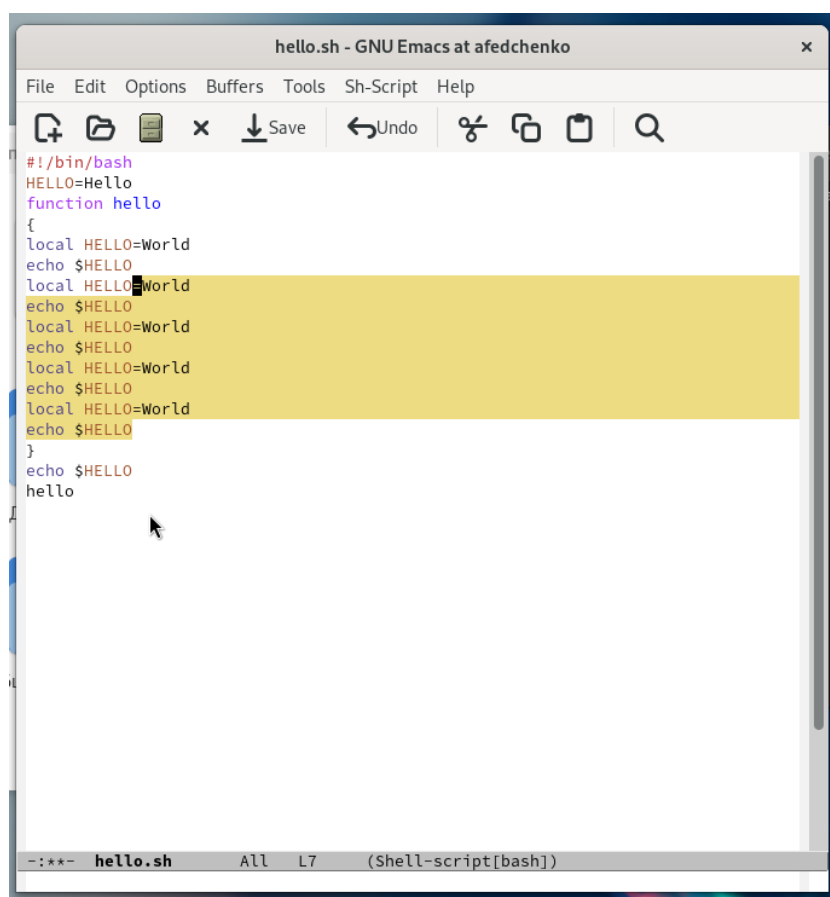 hello.sh - GNU Emacs at afedchenko
File Edit Options Buffers Tools Sh-Script Help
Save Undo
#!/bin/bash
HELLO=Hello
function hello
{
local HELLO=World
echo $HELLO
local HELLO=World
echo $HELLO
local HELLO=World
echo $HELLO
local HELLO=World
echo $HELLO
local HELLO=World
echo $HELLO
}
echo $HELLO
hello
-:**- hello.sh All L7 (Shell-script[bash])